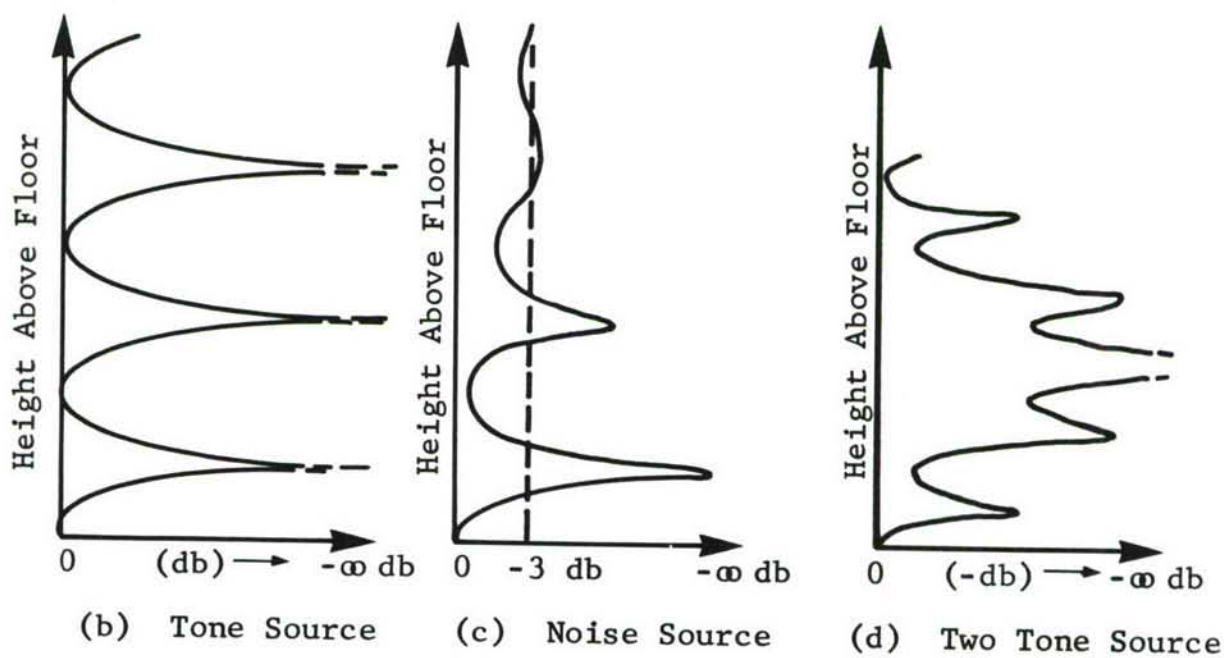 Height Above Floor
0 (db) -∞ db
(b) Tone Source
Height Above Floor
0 -3 db -∞ db
(c) Noise Source
Height Above Floor
0 (-db) -∞ db
(d) Two Tone Source